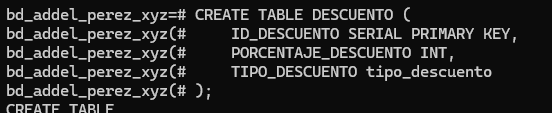 bd_addel_perez_xyz=# CREATE TABLE DESCUENTO (
bd_addel_perez_xyz(#     ID_DESCUENTO SERIAL PRIMARY KEY,
bd_addel_perez_xyz(#     PORCENTAJE_DESCUENTO INT,
bd_addel_perez_xyz(#     TIPO_DESCUENTO tipo_descuento
bd_addel_perez_xyz(# );
CREATE TABLE